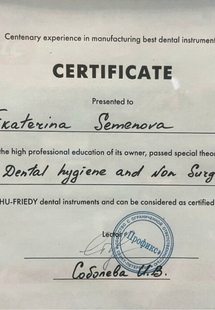 Centenary experience in manufacturing best dental instrument
CERTIFICATE
Presented to
Ekaterina Semenova
the high professional education of its owner, passed special theor
Dental hygiene and Non Surg
HU-FRIEDY dental instruments and can be considered as certified
Lector
Профикс
Соболева И.В.